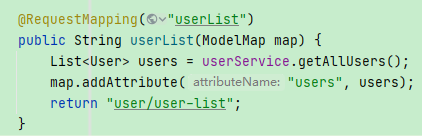 @RequestMapping("userList")
public String userList(ModelMap map) {
List<User> users = userService.getAllUsers();
map.addAttribute( attributeName: "users", users);
return "user/user-list";
}